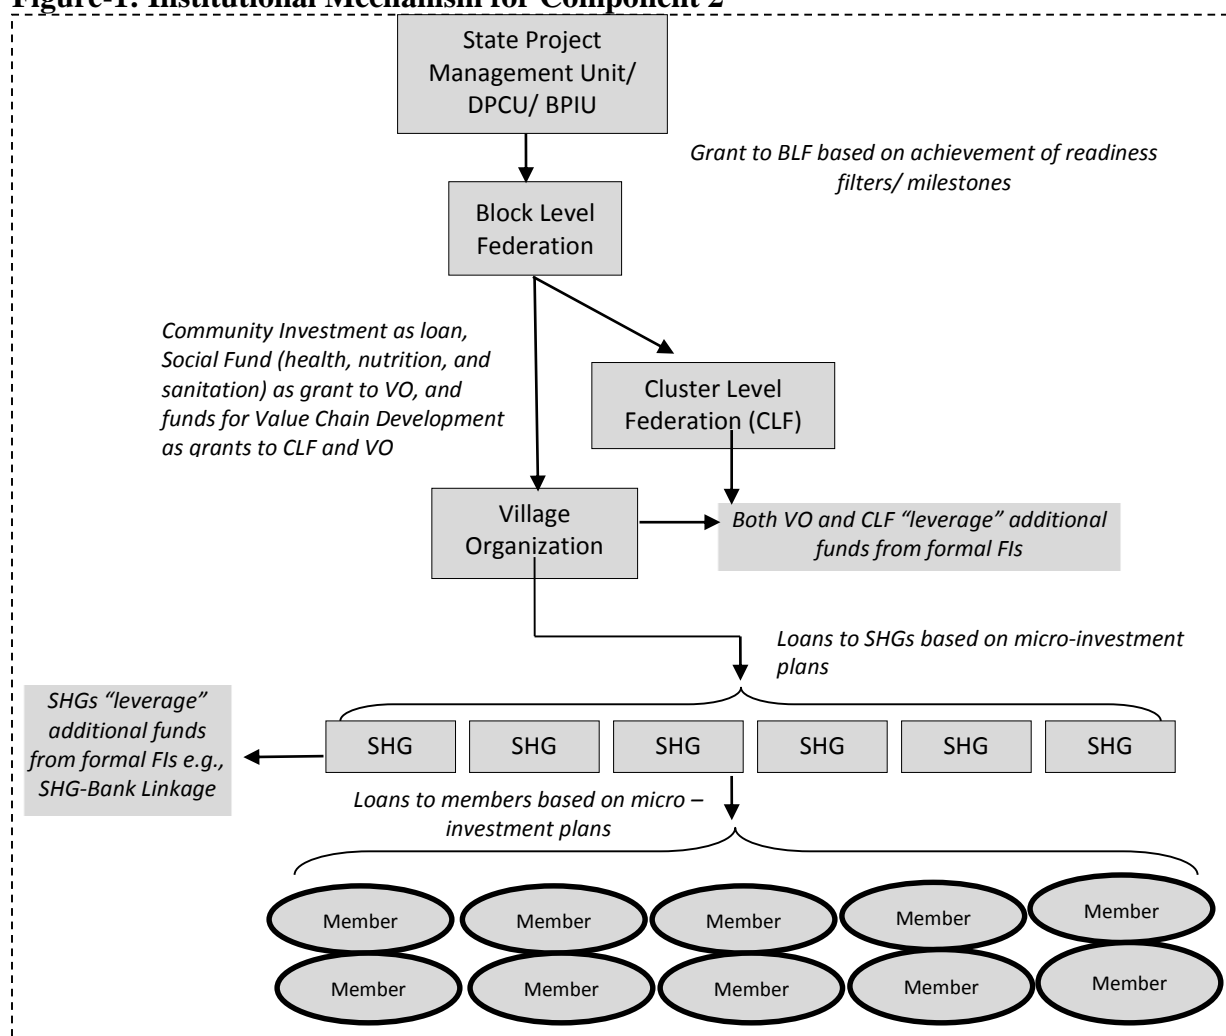 Figure-1: Institutional Mechanism for Component 2
State Project
Management Unit/
DPCU/ BPIU
Grant to BLF based on achievement of readiness
filters/ milestones
Block Level
Federation
Community Investment as loan,
Social Fund (health, nutrition, and
sanitation) as grant to VO, and
funds for Value Chain Development
as grants to CLF and VO
Cluster Level
Federation (CLF)
Village
Organization
Both VO and CLF “leverage” additional
funds from formal FIs
Loans to SHGs based on micro-investment
plans
SHGs “leverage”
additional funds
from formal FIs e.g.,
SHG-Bank Linkage
SHG
SHG
SHG
SHG
SHG
SHG
Loans to members based on micro –
investment plans
Member
Member
Member
Member
Member
Member
Member
Member
Member
Member